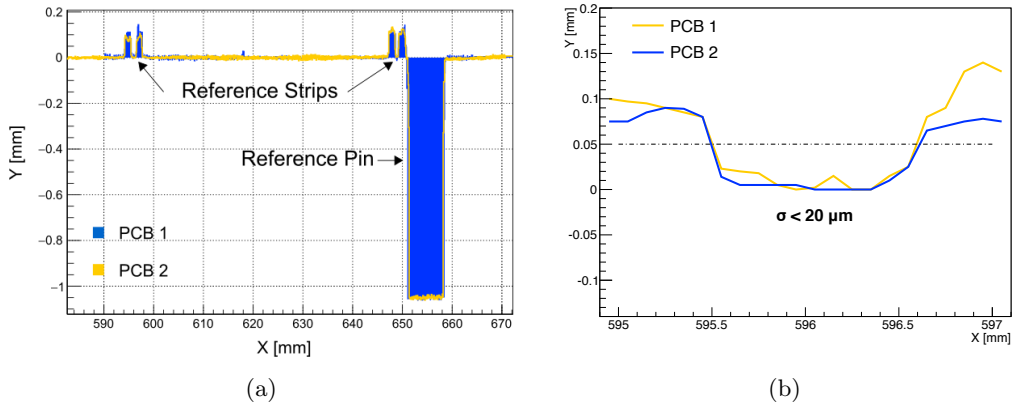 0.2
0
−0.2
−0.4
−0.6
−0.8
−1
Y [mm]
Reference Strips
Reference Pin
PCB 1
PCB 2
590 600 610 620 630 640 650 660 670
X [mm]
(a)
0.2
0.15
0.1
0.05
0
-0.05
-0.1
Y [mm]
PCB 1
PCB 2
σ < 20 μm
595 595.5 596 596.5 597
X [mm]
(b)